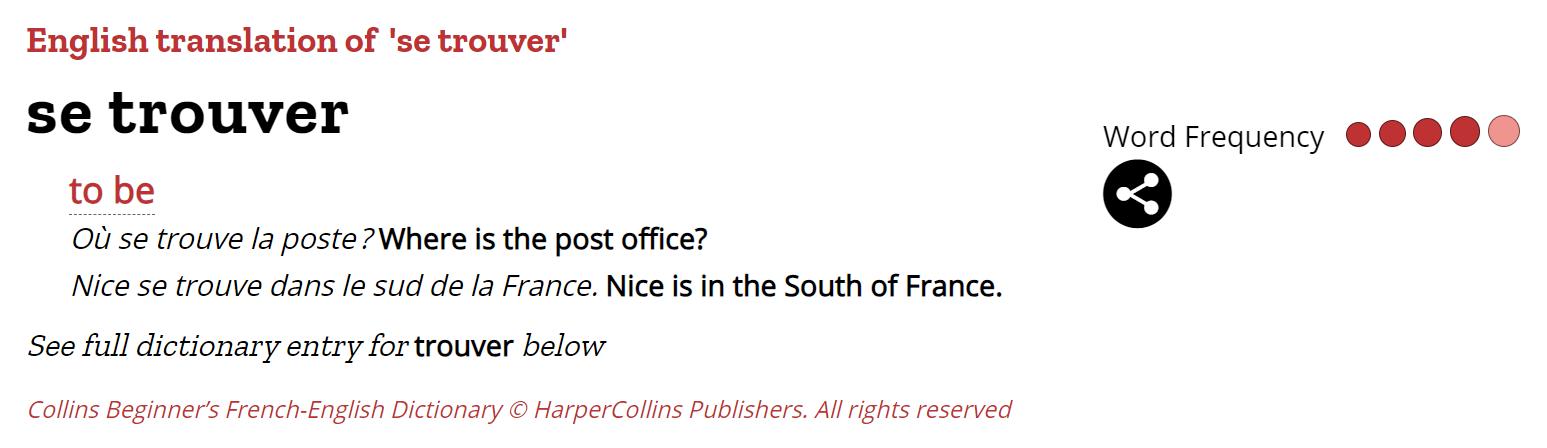 English translation of 'se trouver'
se trouver
Word Frequency
to be
Où se trouve la poste? Where is the post office?
Nice se trouve dans le sud de la France. Nice is in the South of France.
See full dictionary entry for trouver below
Collins Beginner’s French-English Dictionary © HarperCollins Publishers. All rights reserved